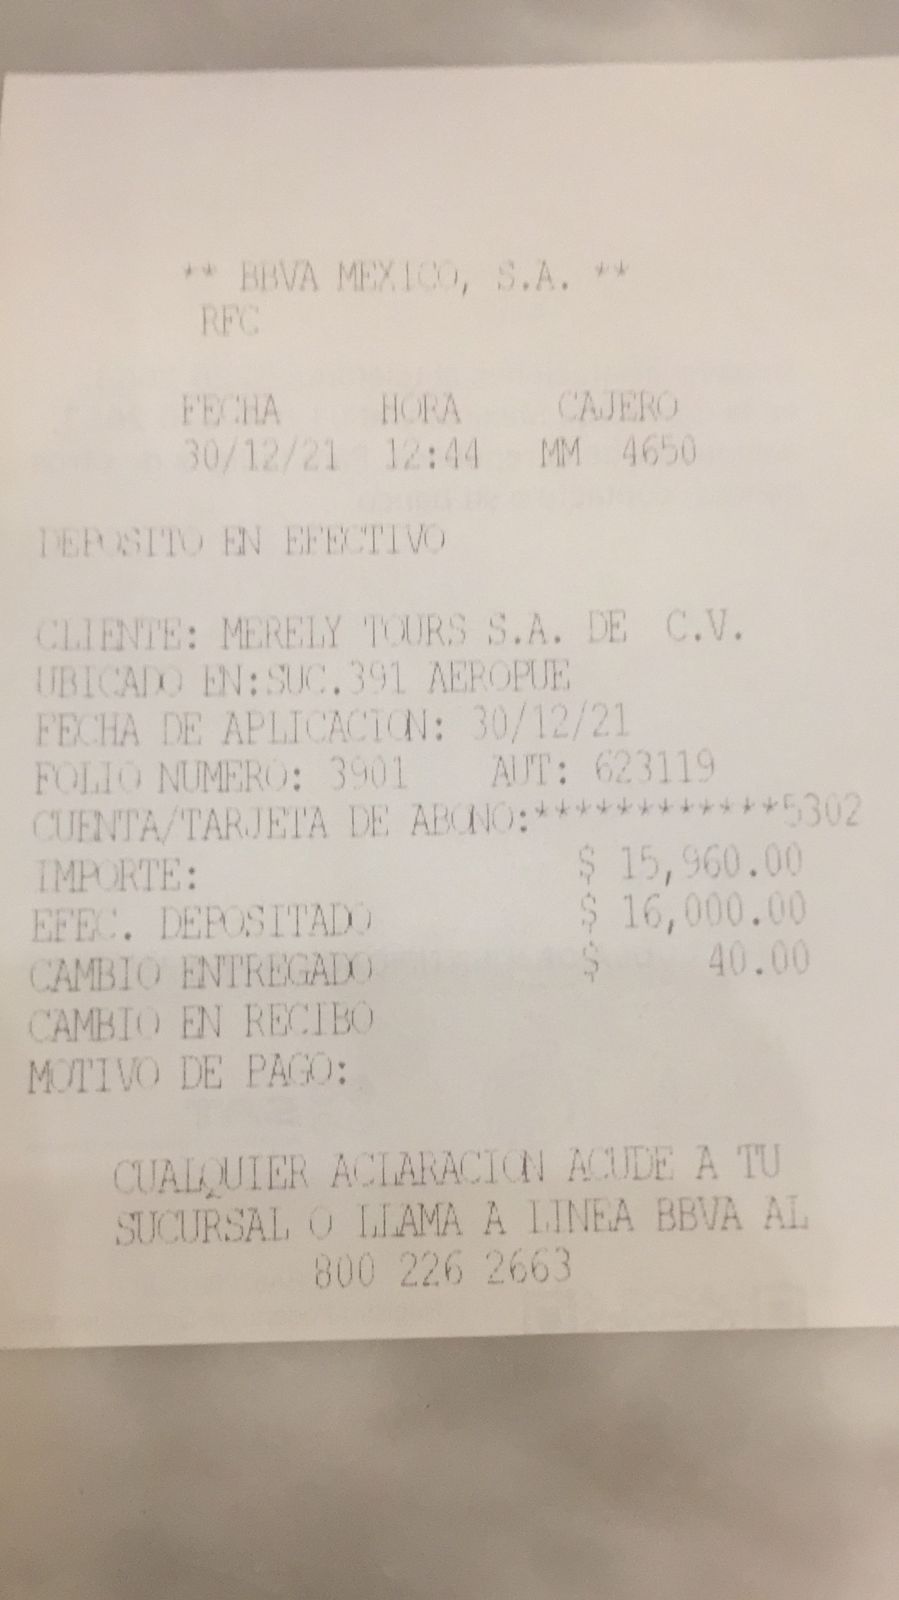 ** BBVA MEXICO, S.A. **
RFC
FECHA HORA CAJERO
30/12/21 12:44 MM 4650
DEPOSITO EN EFECTIVO
CLIENTE: MERELY TOURS S.A. DE C.V.
UBICADO EN:SUC.391 AEROPUE
FECHA DE APLICACION: 30/12/21
FOLIO NUMERO: 3901 AUT: 623119
CUENTA/TARJETA DE ABONO:************5302
IMPORTE: $ 15,960.00
EFEC. DEPOSITADO $ 16,000.00
CAMBIO ENTREGADO $ 40.00
CAMBIO EN RECIBO
MOTIVO DE PAGO:
CUALQUIER ACLARACION ACUDE A TU
SUCURSAL O LLAMA A LINEA BBVA AL
800 226 2663